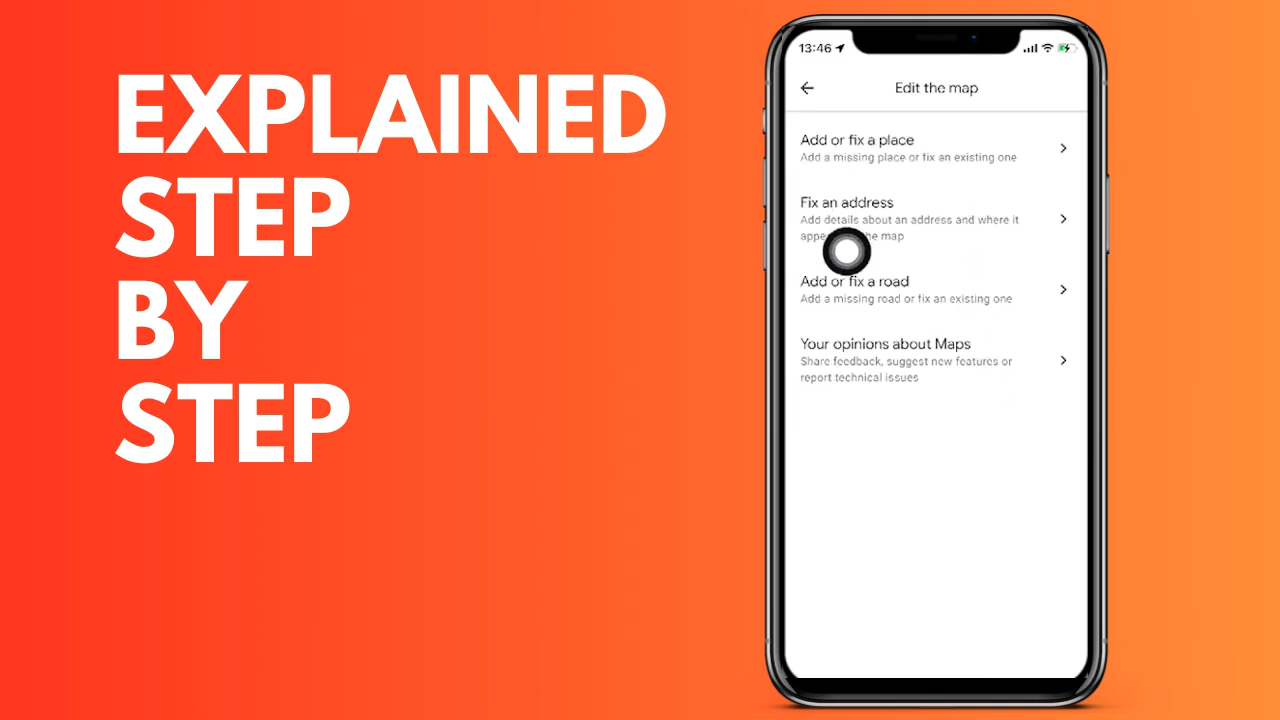 EXPLAINED
STEP
BY
STEP
13:46
Edit the map
Add or fix a place
Add a missing place or fix an existing one
Fix an address
Add details about an address and where it
appe he map
Add or fix a road
Add a missing road or fix an existing one
Your opinions about Maps
Share feedback, suggest new features or
report technical issues